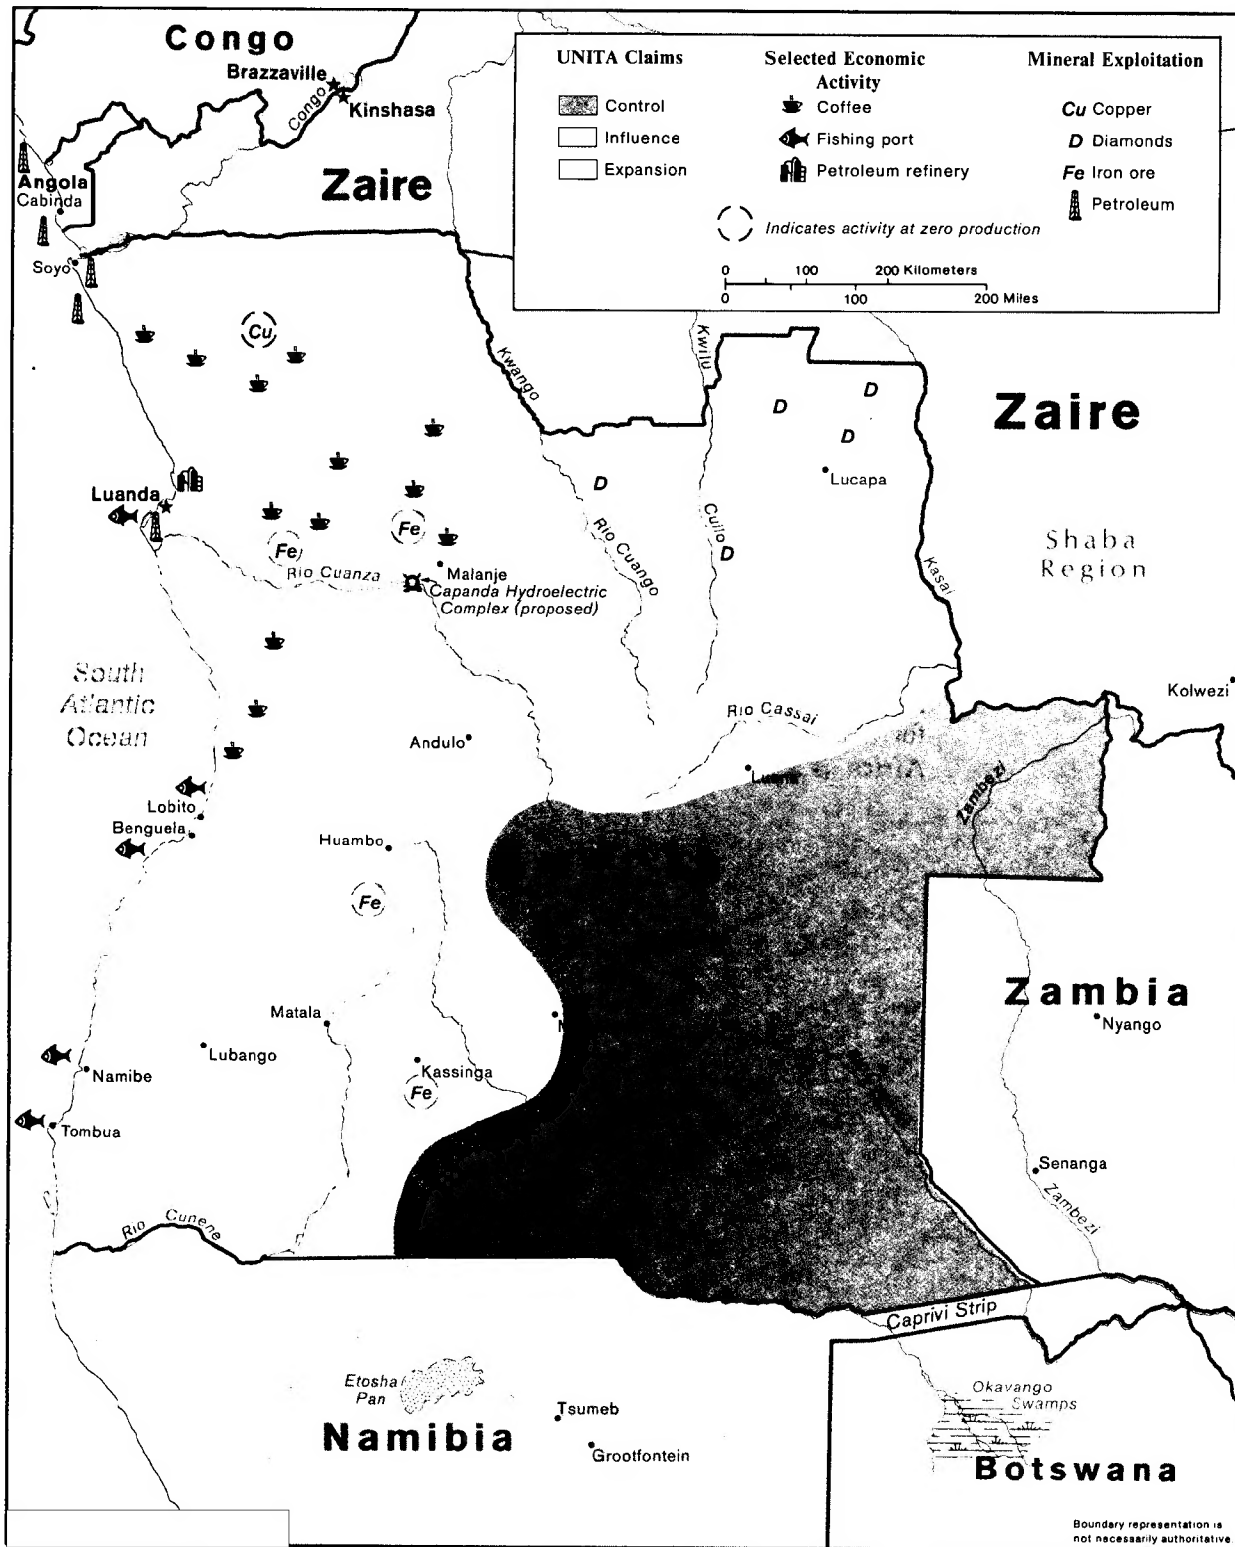 Congo
Brazzaville
Kinshasa
Congo
Zaire
Angola
Cabinda
Soyo
UNITA Claims
Control
Influence
Expansion
Selected Economic
Activity
Coffee
Fishing port
Petroleum refinery
Mineral Exploitation
Cu Copper
D Diamonds
Fe Iron ore
Petroleum
Indicates activity at zero production
0 100 200 Kilometers
0 100 200 Miles
Cu
Kwango
Kwilu
D
D
D
Lucapa
Zaire
D
Luanda
Fe
Fe
Rio Cuanza
Malanje
Capanda Hydroelectric
Complex (proposed)
Rio Cuango
Cuilo
D
Kasai
Shaba
Region
South
Atlantic
Ocean
Kolwezi
Rio Cassai
Andulo
Zambezi
Lobito
Benguela
Huambo
Fe
Zambia
Nyango
Matala
Lubango
Kassinga
Fe
Namibe
Tombua
Senanga
Zambezi
Rio Cunene
Caprivi Strip
Etosha
Pan
Namibia
Tsumeb
Grootfontein
Okavango
Swamps
Botswana
Boundary representation is
not necessarily authoritative.